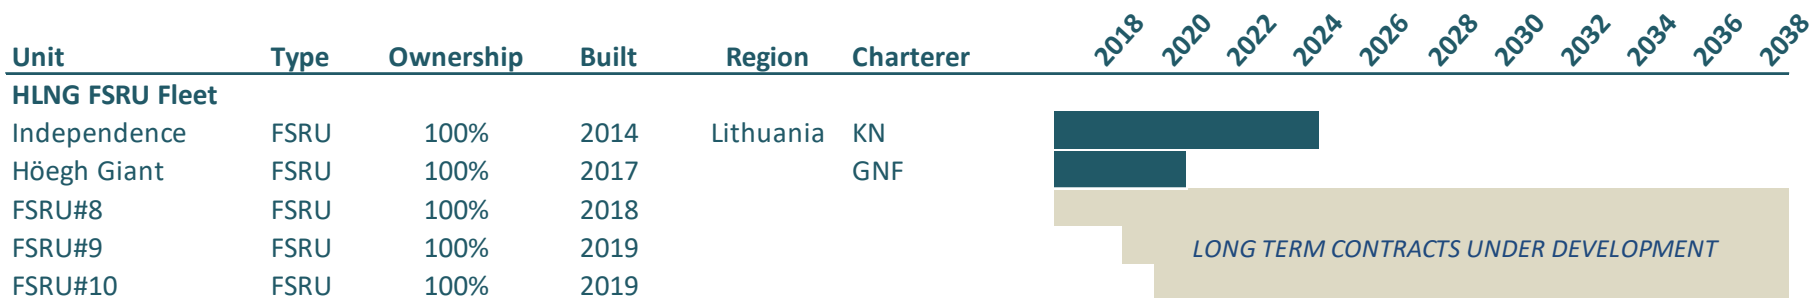 2018 2020 2022 2024 2026 2028 2030 2032 2034 2036 2038
Unit Type Ownership Built Region Charterer
HLNG FSRU Fleet
Independence FSRU 100% 2014 Lithuania KN
Höegh Giant FSRU 100% 2017 GNF
FSRU#8 FSRU 100% 2018
FSRU#9 FSRU 100% 2019 LONG TERM CONTRACTS UNDER DEVELOPMENT
FSRU#10 FSRU 100% 2019